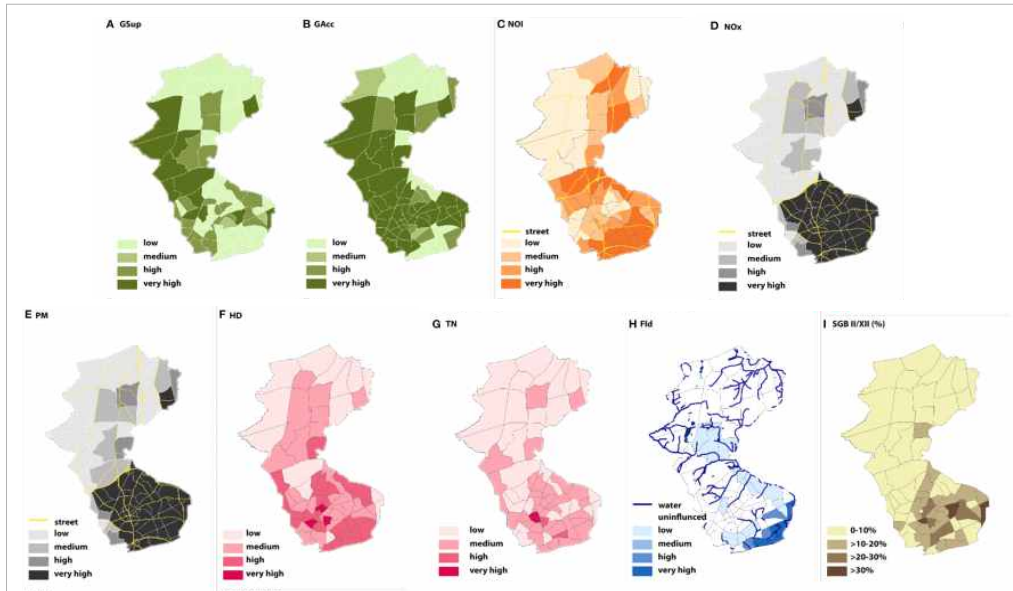 A GSup
low
medium
high
very high
B GAcc
low
medium
high
very high
C NOI
street
low
medium
high
very high
D NOx
street
low
medium
high
very high
E PM
street
low
medium
high
very high
F HD
low
medium
high
very high
G TN
low
medium
high
very high
H Fld
water
uninflunced
low
medium
high
very high
I SGB II/XII (%)
0-10%
>10-20%
>20-30%
>30%